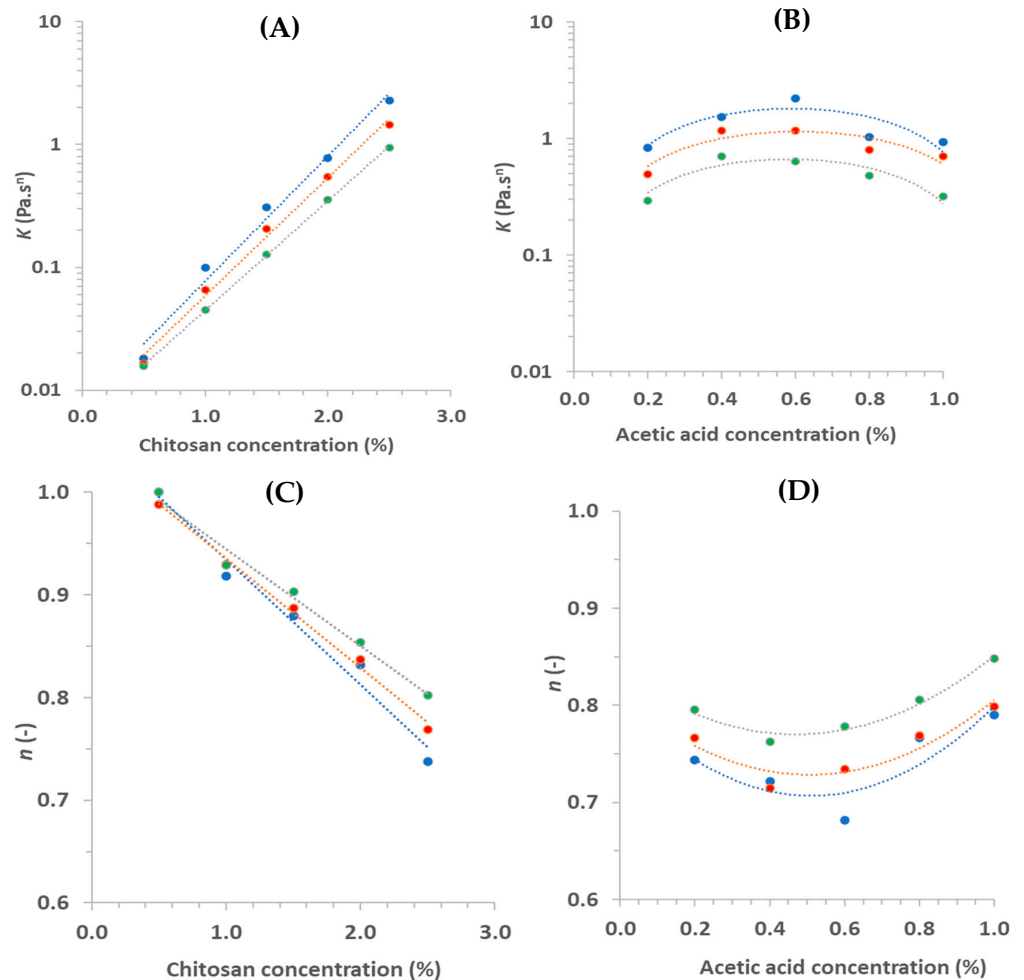 (A)
10
1
0.1
0.01
K (Pa.sⁿ)
0.0 1.0 2.0 3.0
Chitosan concentration (%)
(B)
10
1
0.1
0.01
K (Pa.sⁿ)
0.0 0.2 0.4 0.6 0.8 1.0
Acetic acid concentration (%)
(C)
1.0
0.9
0.8
0.7
0.6
n (-)
0.0 1.0 2.0 3.0
Chitosan concentration (%)
(D)
1.0
0.9
0.8
0.7
0.6
n (-)
0.0 0.2 0.4 0.6 0.8 1.0
Acetic acid concentration (%)